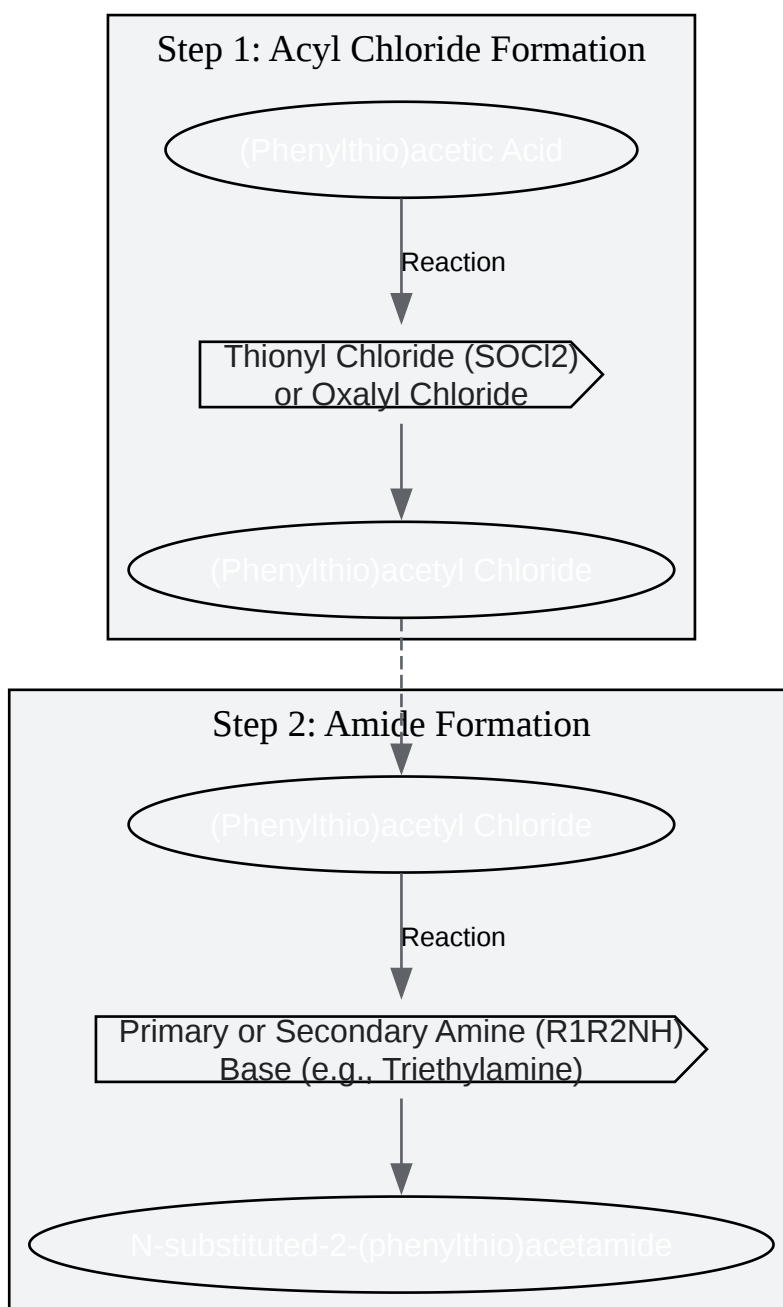 Step 1: Acyl Chloride Formation
(Phenylthio)acetic Acid
Reaction
Thionyl Chloride (SOCl2)
or Oxalyl Chloride
(Phenylthio)acetyl Chloride
Step 2: Amide Formation
(Phenylthio)acetyl Chloride
Reaction
Primary or Secondary Amine (R1R2NH)
Base (e.g., Triethylamine)
N-substituted-2-(phenylthio)acetamide